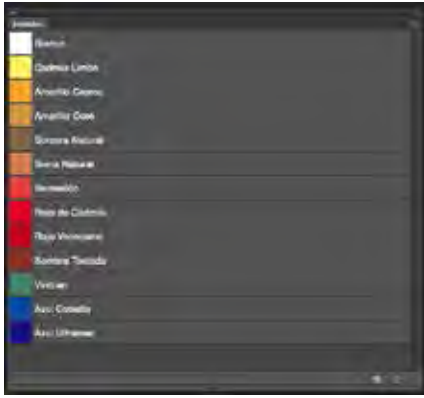 Blanco
Cadmio Limón
Amarillo Cromo
Amarillo Ocre
Sombra Natural
Siena Natural
Bermellón
Rojo de Cadmio
Rojo Veneciano
Sombra Tostada
Viridian
Azul Cobalto
Azul Ultramar